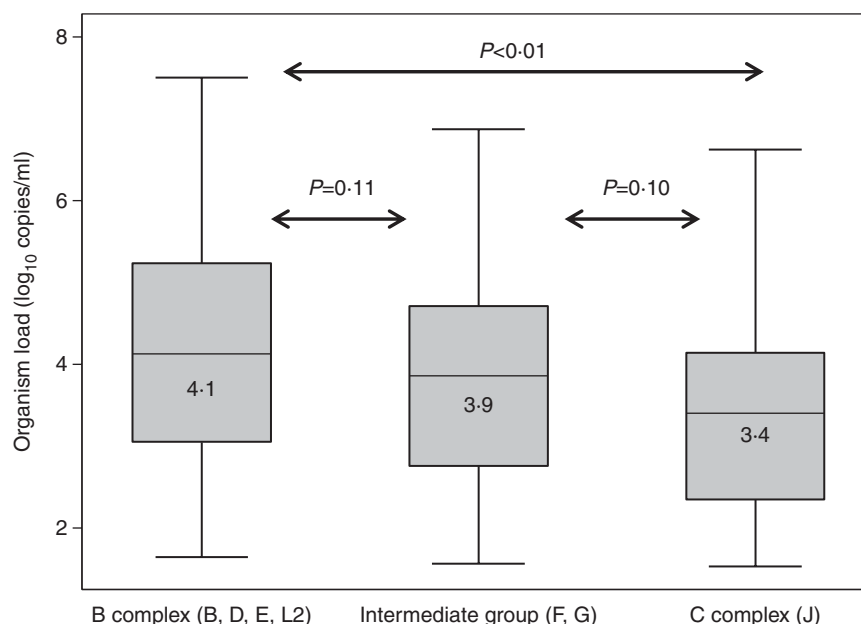 8
P<0·01
6
P=0·11
P=0·10
Organism load (log10 copies/ml)
4
4·1
3·9
3·4
2
B complex (B, D, E, L2)
Intermediate group (F, G)
C complex (J)